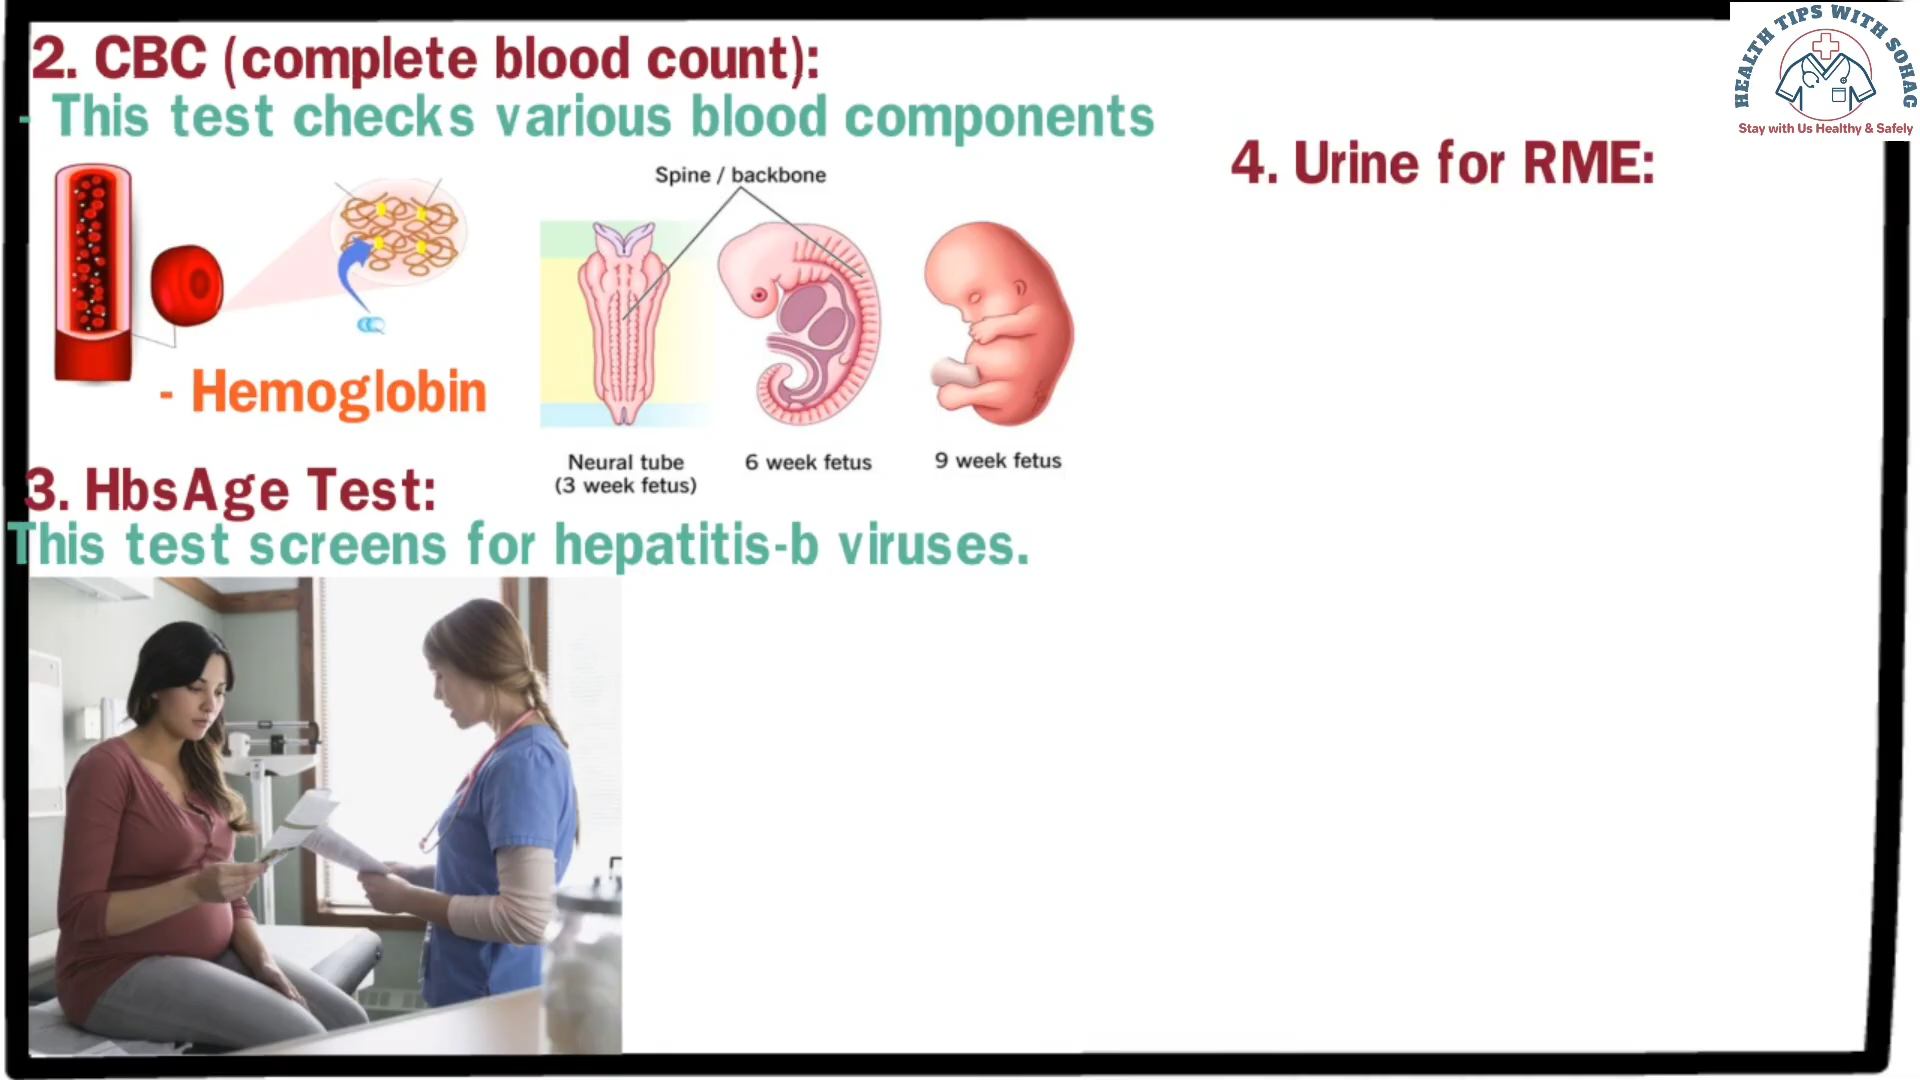 2. CBC (complete blood count):
- This test checks various blood components
Spine / backbone
- Hemoglobin
Neural tube
(3 week fetus)
6 week fetus
9 week fetus
3. HbsAge Test:
This test screens for hepatitis-b viruses.
4. Urine for RME:
HEALTH TIPS WITH SOHAG
Stay with Us Healthy & Safely